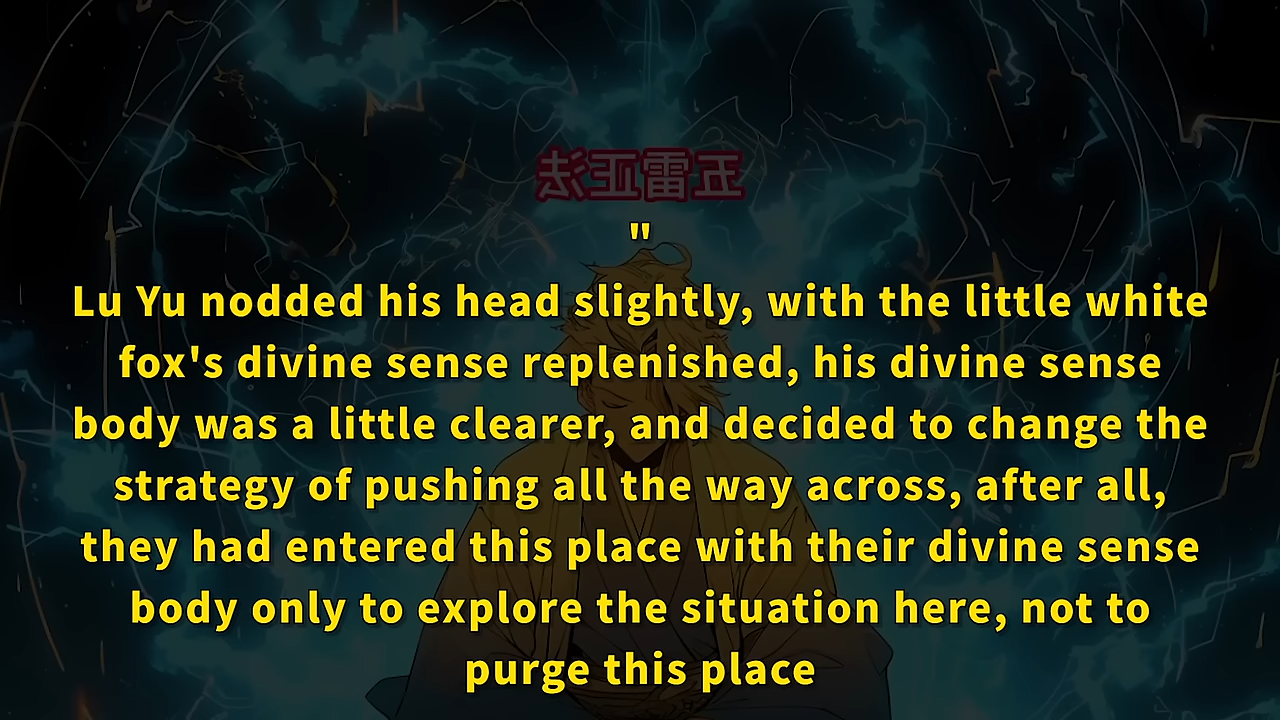 五雷正法
"
Lu Yu nodded his head slightly, with the little white
fox's divine sense replenished, his divine sense
body was a little clearer, and decided to change the
strategy of pushing all the way across, after all,
they had entered this place with their divine sense
body only to explore the situation here, not to
purge this place